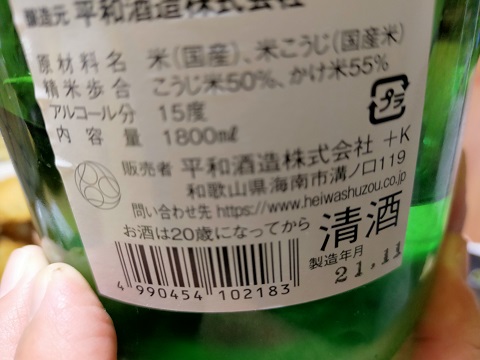 醸造元 平和酒造株式会社
原材料名 米(国産)、米こうじ(国産米)
精米歩合 こうじ米50%、かけ米55%
アルコール分 15度
内容量 1800㎖
プラ
販売者 平和酒造株式会社 +K
和歌山県海南市溝ノ口119
問い合わせ先 https://www.heiwashuzou.co.jp
お酒は20歳になってから 清酒
製造年月
21.11
4 990454 102183